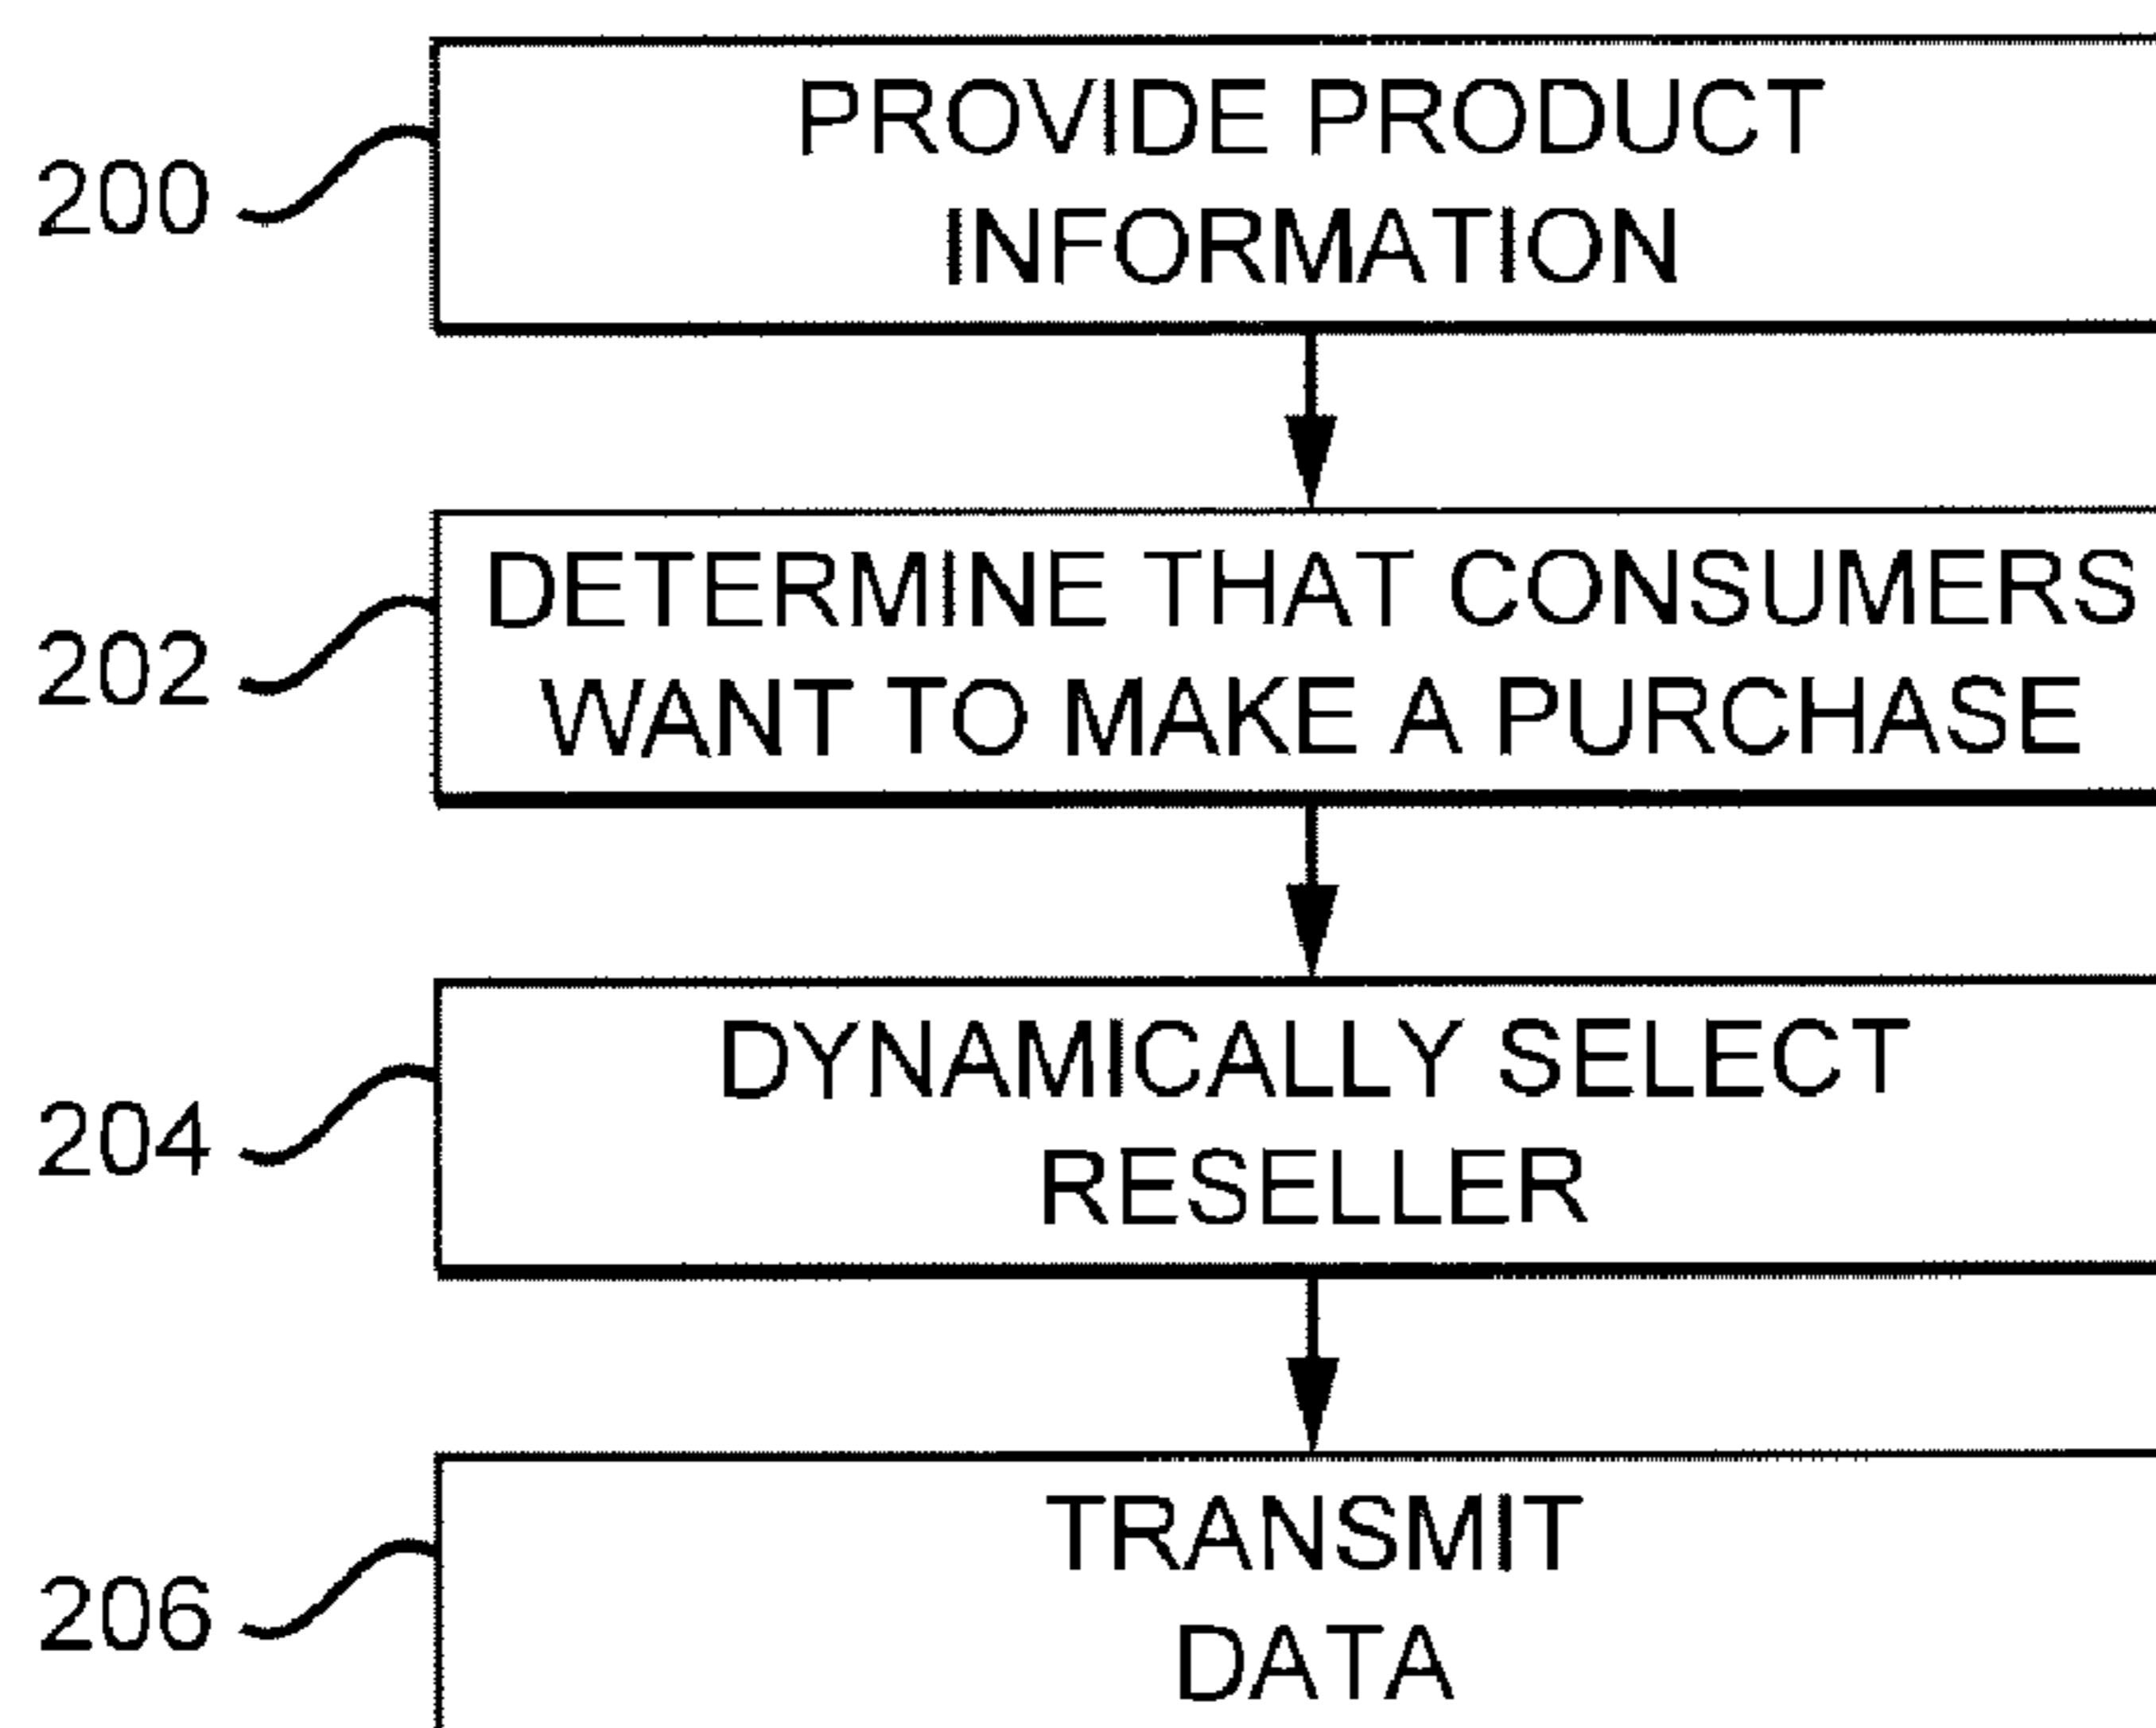 PROVIDE PRODUCT
INFORMATION
200
DETERMINE THAT CONSUMERS
WANT TO MAKE A PURCHASE
202
DYNAMICALLY SELECT
RESELLER
204
TRANSMIT
DATA
206